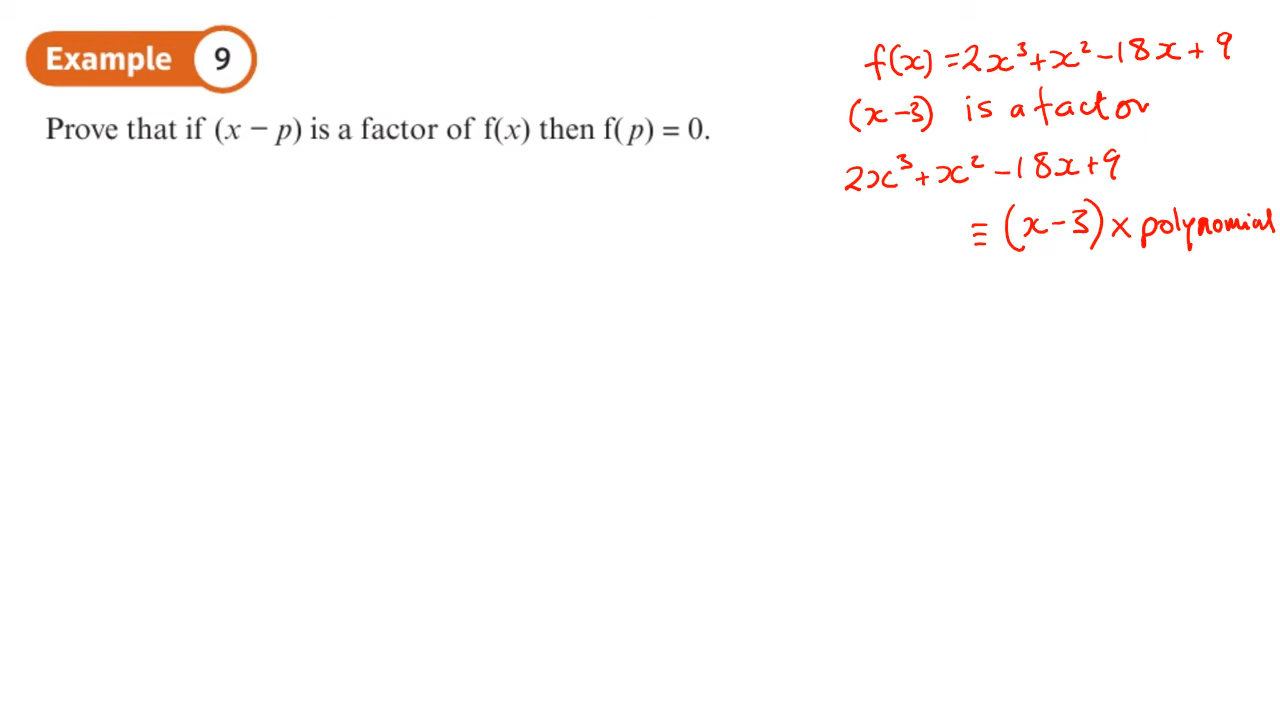 Example 9
Prove that if (x − p) is a factor of f(x) then f(p) = 0.
f(x) = 2x³ + x² − 18x + 9
(x − 3) is a factor
2x³ + x² − 18x + 9
≡ (x − 3) × polynomial